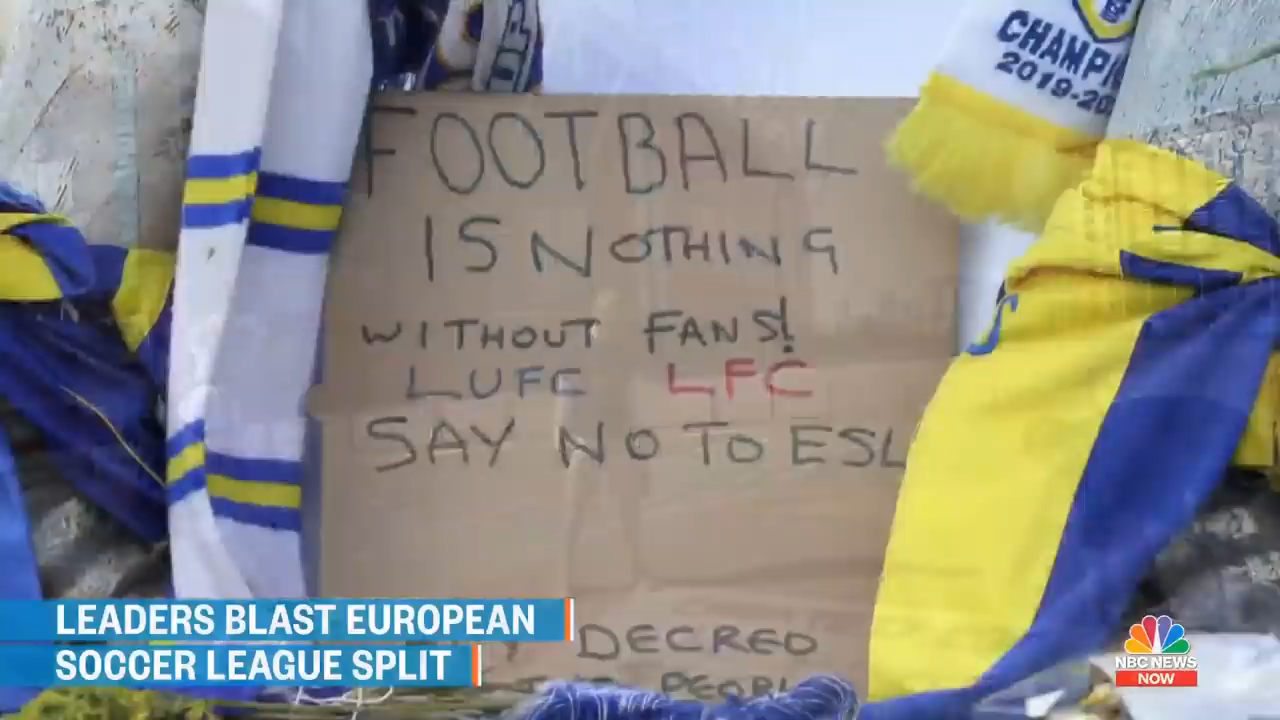 CHAMPI
2019-20
FOOTBALL
IS NOTHING
WITHOUT FANS!
LUFC LFC
SAY NO TO ESL
DECRED
LEADERS BLAST EUROPEAN
SOCCER LEAGUE SPLIT
NBC NEWS
NOW